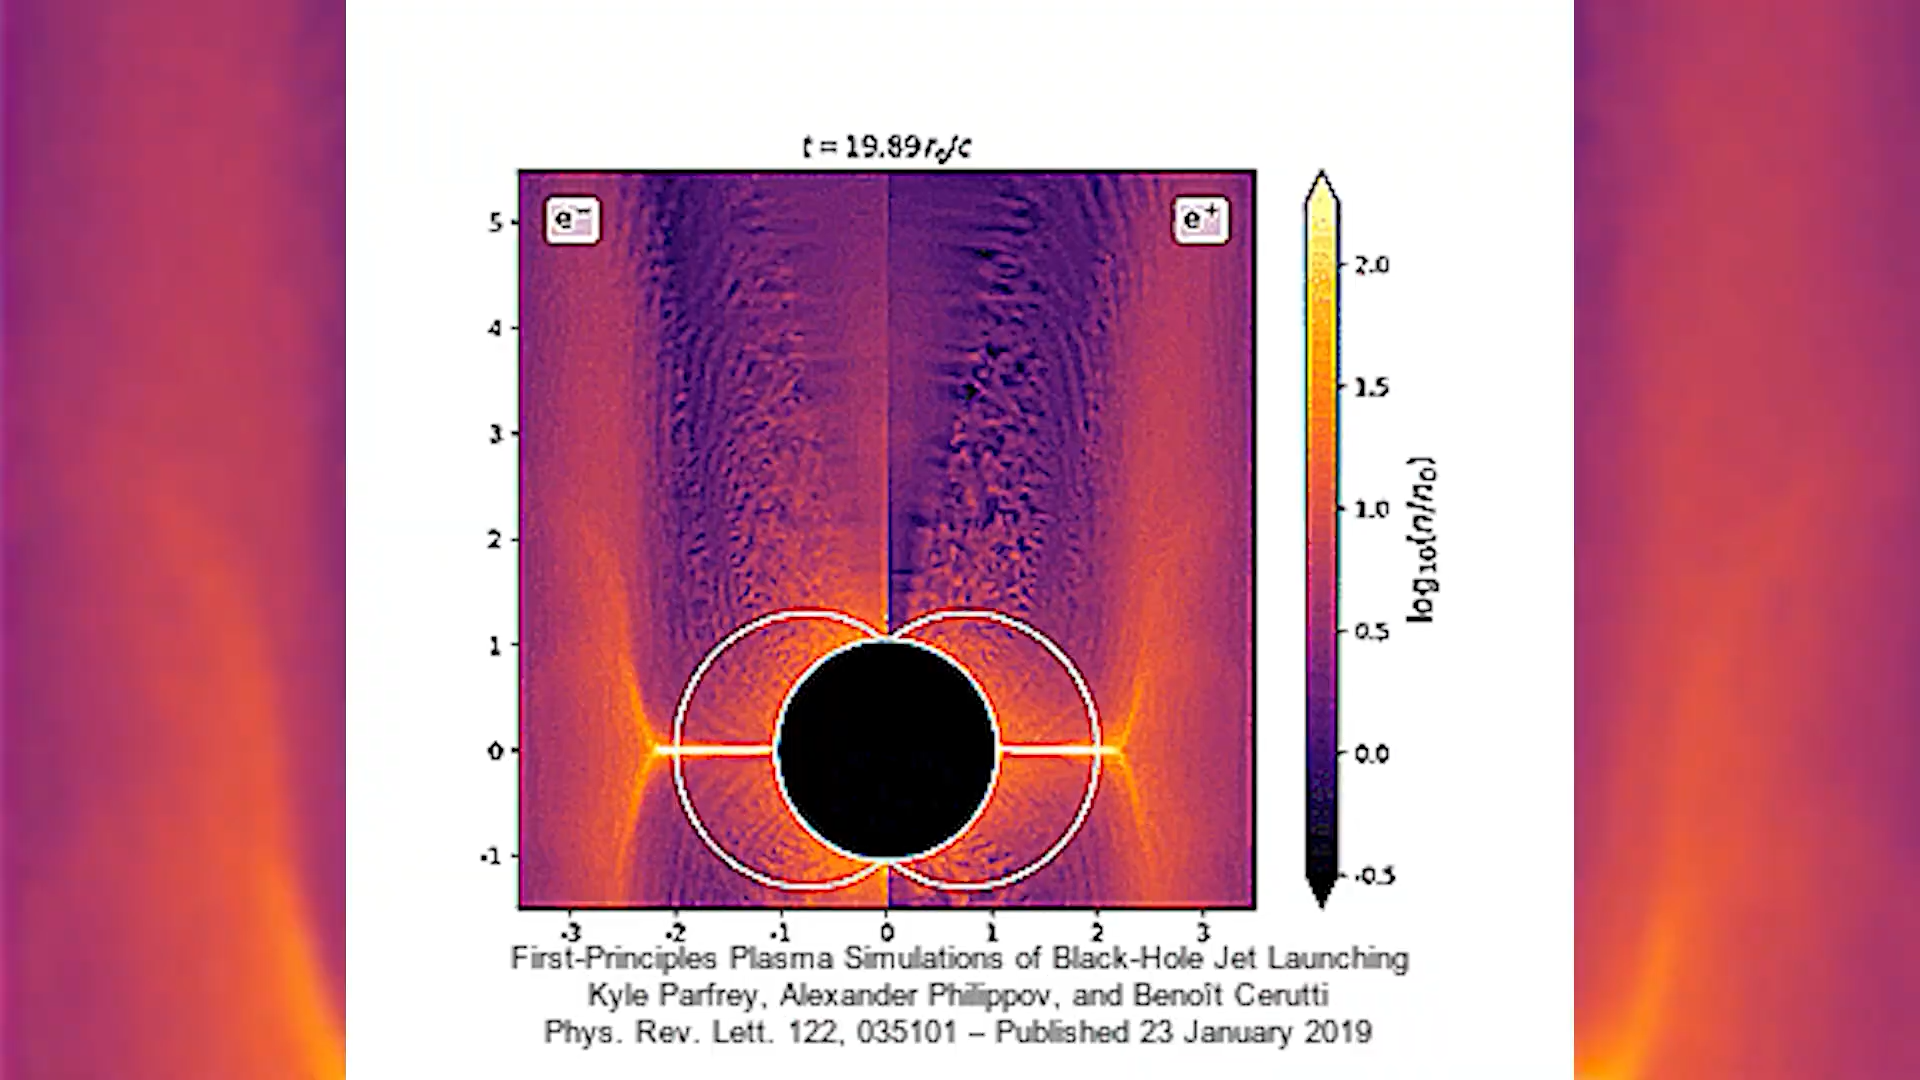 t = 19.89 r₀/c
e⁻
e⁺
5
4
3
2
1
0
-1
-3
-2
-1
0
1
2
3
2.0
1.5
1.0
0.5
0.0
-0.5
log₁₀(n/n₀)
First-Principles Plasma Simulations of Black-Hole Jet Launching
Kyle Parfrey, Alexander Philippov, and Benoît Cerutti
Phys. Rev. Lett. 122, 035101 – Published 23 January 2019